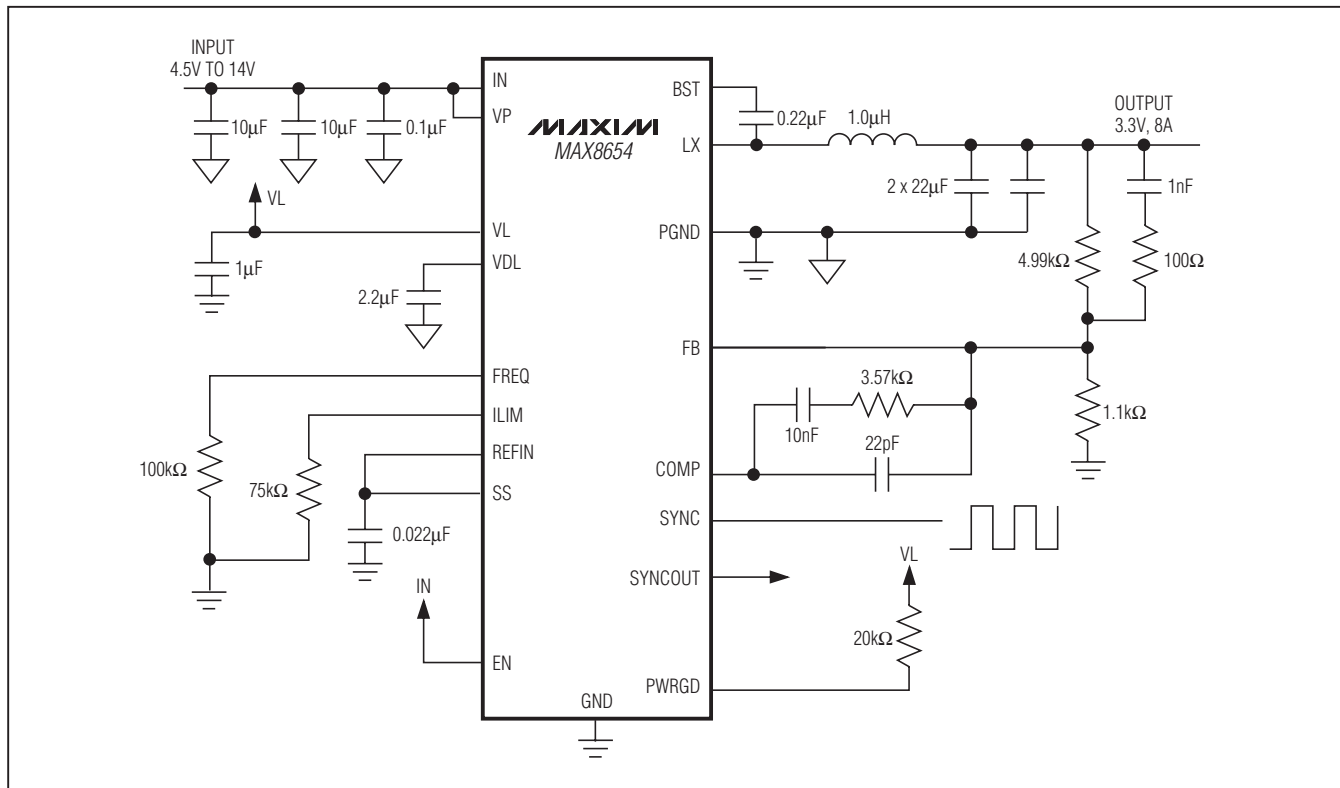 INPUT
4.5V TO 14V
10µF
10µF
0.1µF
IN
VP
MAXIM
MAX8654
BST
0.22µF
LX
1.0µH
OUTPUT
3.3V, 8A
2 x 22µF
1nF
PGND
4.99kΩ
100Ω
VL
VL
1µF
VDL
2.2µF
FB
FREQ
ILIM
REFIN
SS
100kΩ
75kΩ
0.022µF
3.57kΩ
10nF
22pF
1.1kΩ
COMP
SYNC
SYNCOUT
VL
20kΩ
IN
EN
PWRGD
GND